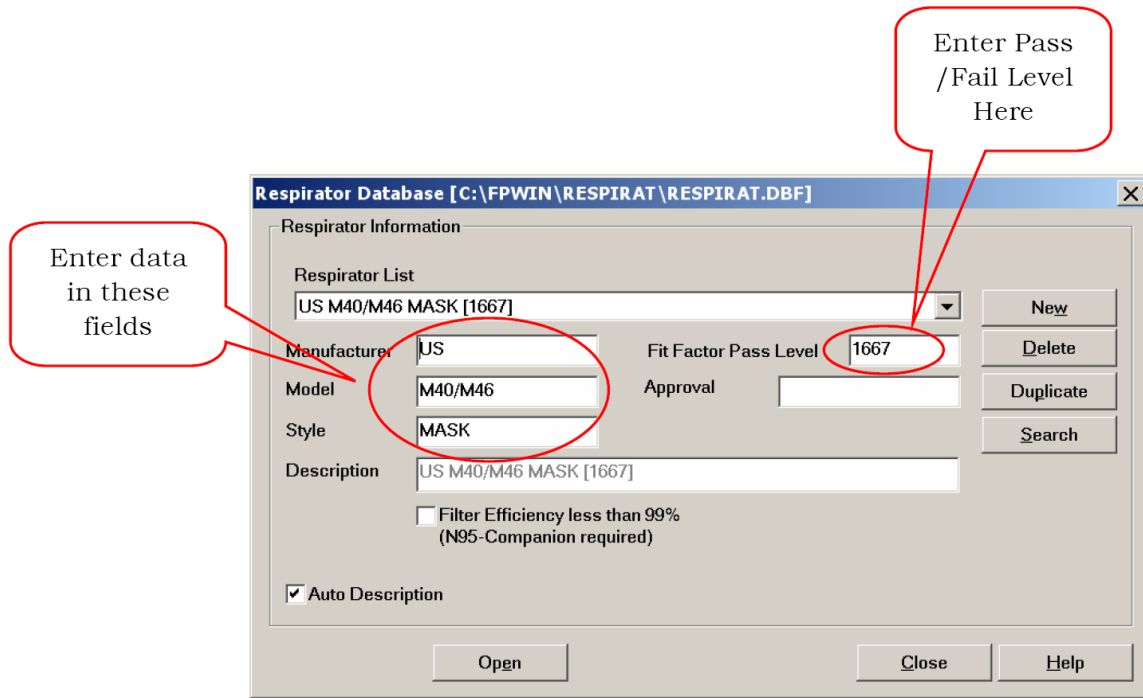 Enter Pass
/Fail Level
Here
Respirator Database [C:\FPWIN\RESPIRAT\RESPIRAT.DBF]
Enter data
in these
fields
Respirator Information
Respirator List
US M40/M46 MASK [1667]
New
Manufacturer US Fit Factor Pass Level 1667 Delete
Model M40/M46 Approval Duplicate
Style MASK Search
Description US M40/M46 MASK [1667]
Filter Efficiency less than 99%
(N95-Companion required)
Auto Description
Open Close Help